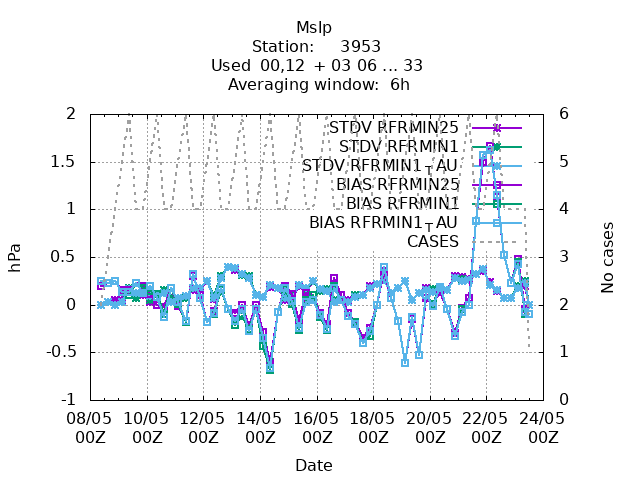 Mslp
Station: 3953
Used 00,12 + 03 06 ... 33
Averaging window: 6h
STDV RFRMIN25
STDV RFRMIN1
STDV RFRMIN1_TAU
BIAS RFRMIN25
BIAS RFRMIN1
BIAS RFRMIN1_TAU
CASES
2
1.5
1
0.5
0
-0.5
-1
hPa
6
5
4
3
2
1
0
No cases
08/05 10/05 12/05 14/05 16/05 18/05 20/05 22/05 24/05
00Z 00Z 00Z 00Z 00Z 00Z 00Z 00Z 00Z
Date